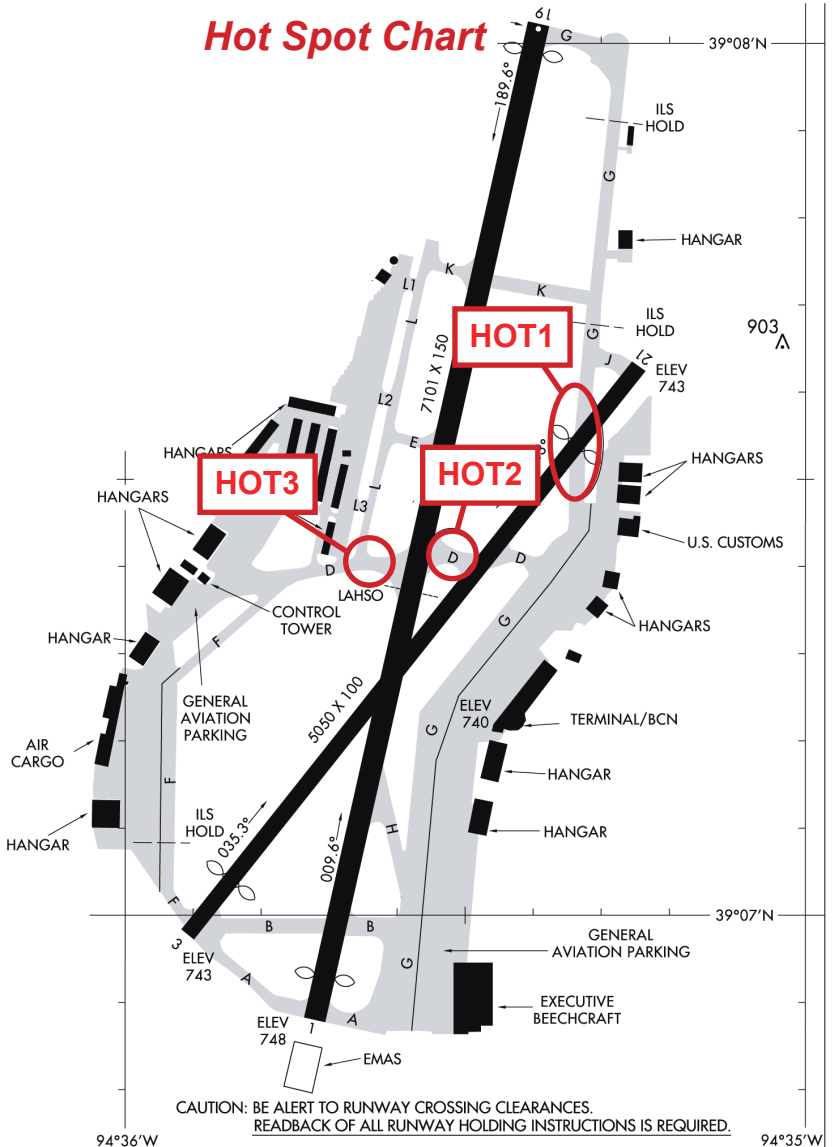 19
Hot Spot Chart
G
39°08'N
189.6°
ILS
HOLD
G
HANGAR
K
L1
K
L
ILS
HOLD
903
G
HOT1
7101 X 150
J
21
ELEV
743
L2
E
HANGARS
HANGARS
HOT3
HOT2
HANGARS
L
L3
U.S. CUSTOMS
D
D
D
LAHSO
CONTROL
TOWER
HANGARS
G
HANGAR
F
GENERAL
AVIATION
PARKING
5050 X 100
ELEV
740
TERMINAL/BCN
G
AIR
CARGO
HANGAR
F
ILS
HOLD
035.3°
009.6°
H
HANGAR
HANGAR
F
B
B
39°07'N
3
ELEV
743
GENERAL
AVIATION PARKING
G
A
A
EXECUTIVE
BEECHCRAFT
ELEV
748
1
EMAS
CAUTION: BE ALERT TO RUNWAY CROSSING CLEARANCES.
READBACK OF ALL RUNWAY HOLDING INSTRUCTIONS IS REQUIRED.
94°36'W
94°35'W